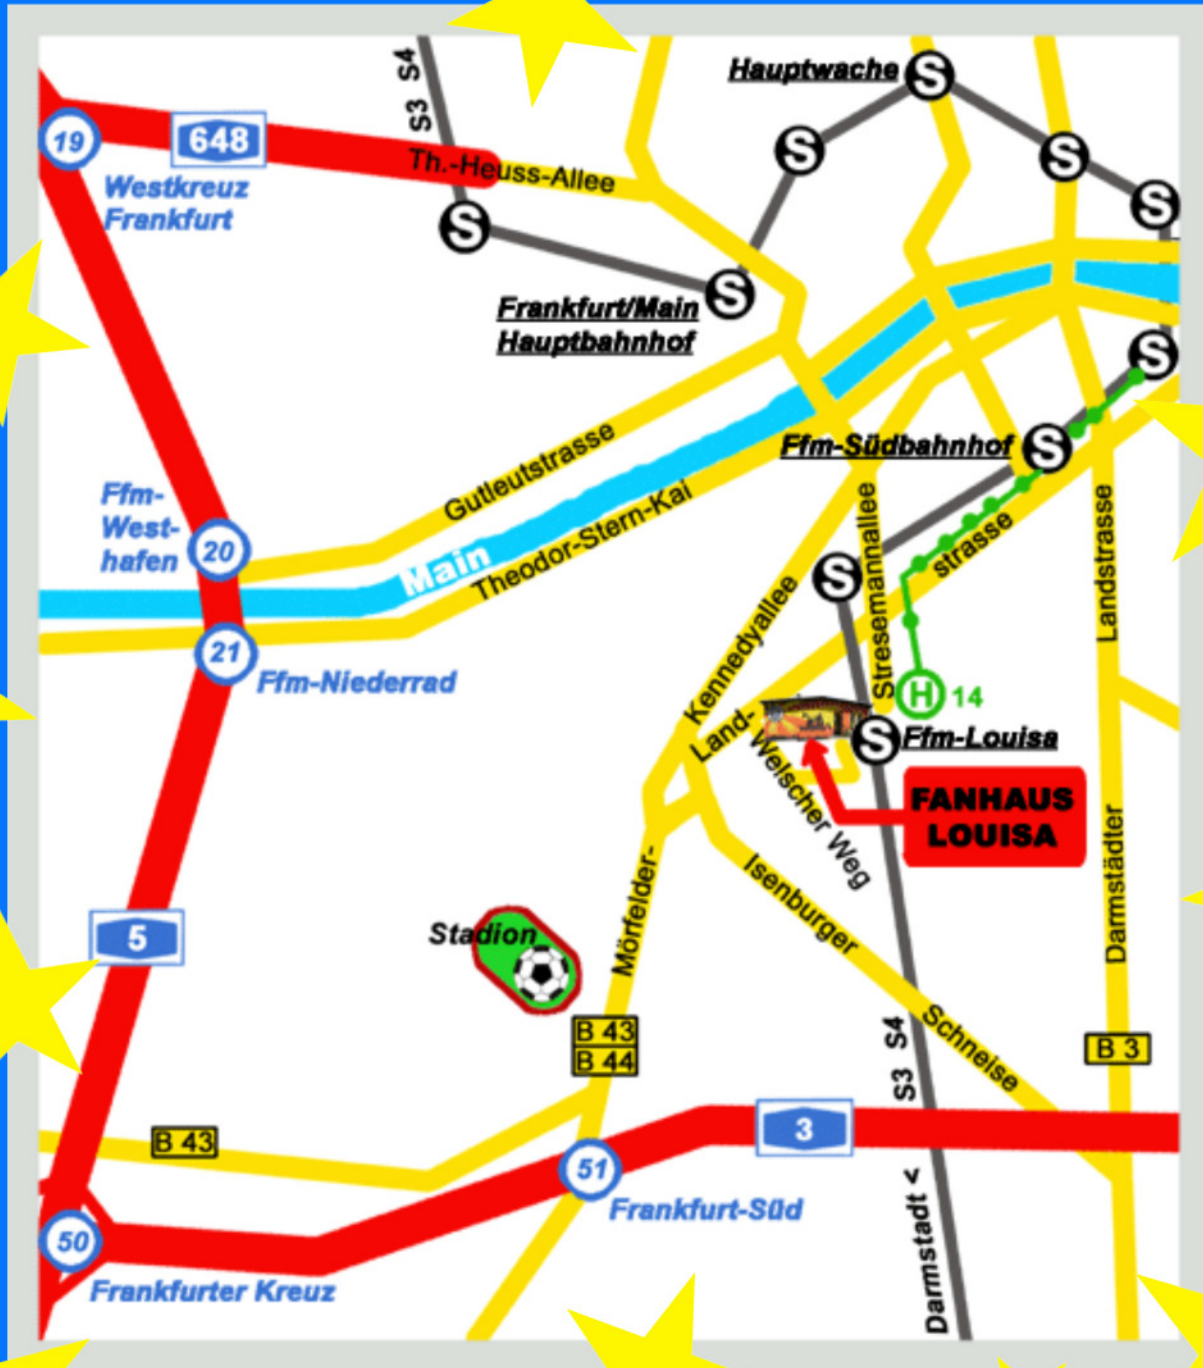 Hauptwache
S
S3 S4
19
648
S
S
Th.-Heuss-Allee
Westkreuz
Frankfurt
S
S
Frankfurt/Main
Hauptbahnhof
S
S
Ffm-Südbahnhof
S
Gutleutstrasse
Ffm-
West-
hafen
20
Main
Theodor-Stern-Kai
strasse
S
Stresemannallee
Landstrasse
Kennedyallee
21
Ffm-Niederrad
H
14
Land-
S
Ffm-Louisa
Welscher Weg
FANHAUS
LOUISA
Isenburger
Darmstädter
Mörfelder-
Stadion
5
B 43
B 44
S3 S4
Schneise
B 3
B 43
3
51
Frankfurt-Süd
Darmstadt <
50
Frankfurter Kreuz